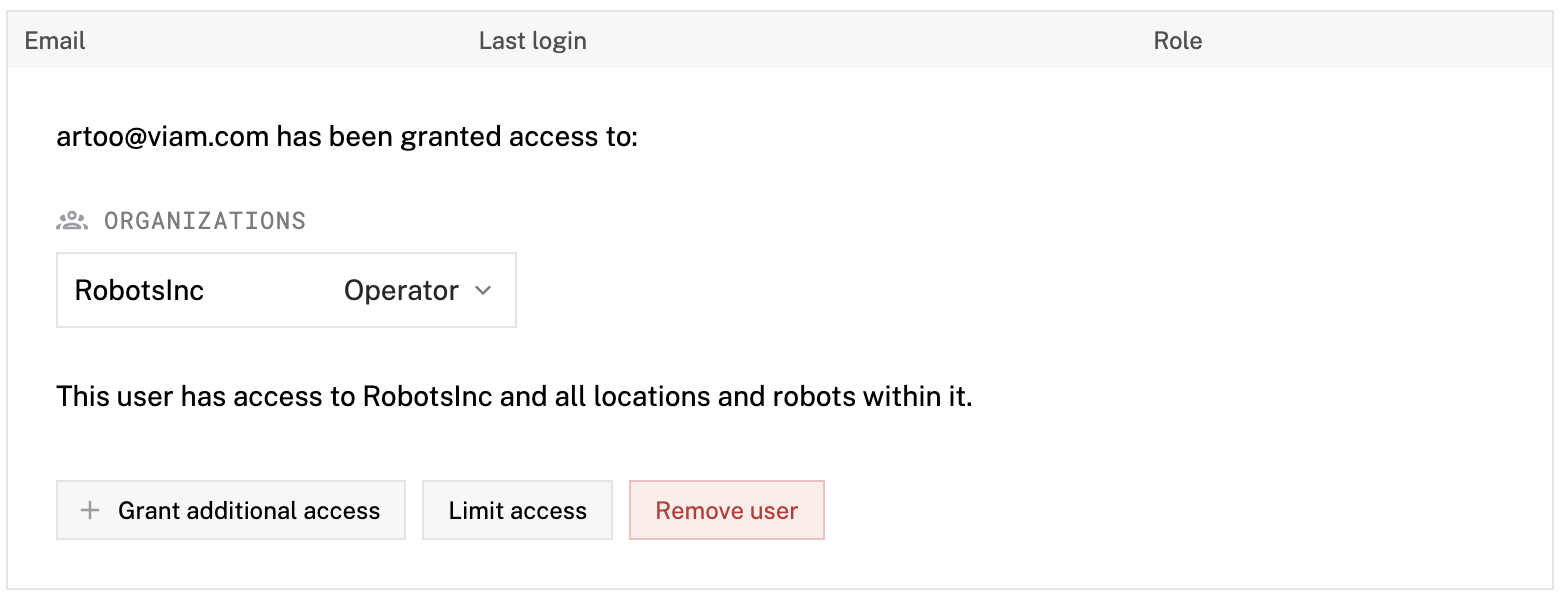 Email Last login Role
artoo@viam.com has been granted access to:
ORGANIZATIONS
RobotsInc Operator
This user has access to RobotsInc and all locations and robots within it.
Grant additional access Limit access Remove user